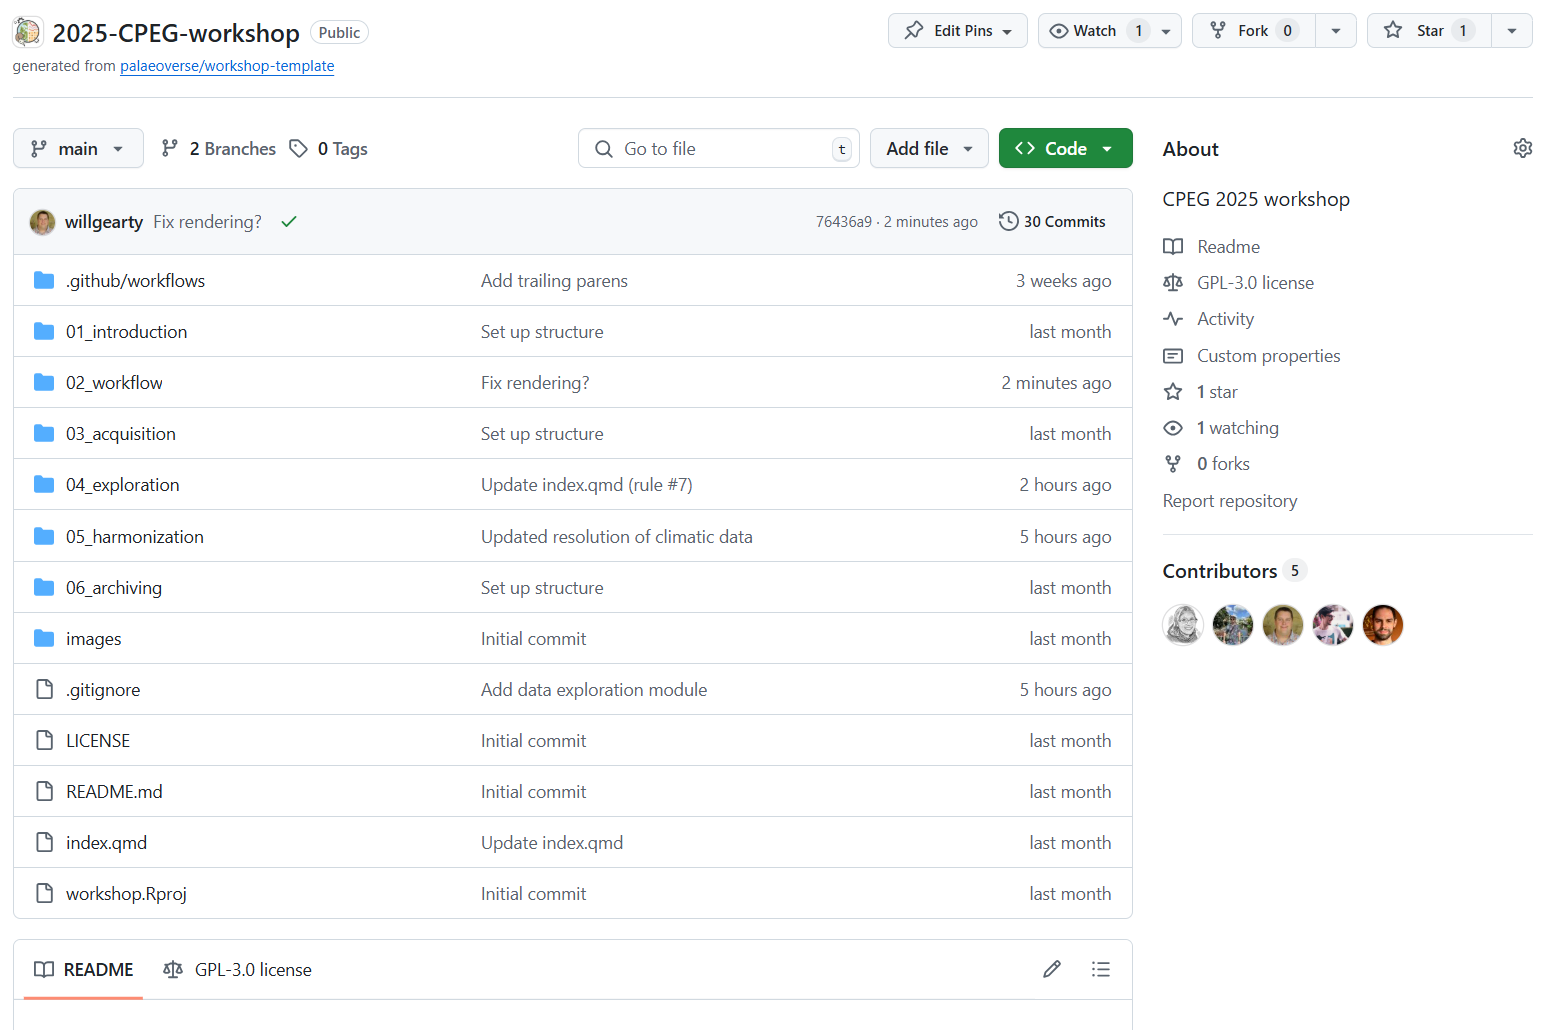 2025-CPEG-workshop Public Edit Pins Watch 1 Fork 0 Star 1
generated from palaeoverse/workshop-template
main 2 Branches 0 Tags Go to file t Add file Code
willgearty Fix rendering? 76436a9 · 2 minutes ago 30 Commits
.github/workflows Add trailing parens 3 weeks ago
01_introduction Set up structure last month
02_workflow Fix rendering? 2 minutes ago
03_acquisition Set up structure last month
04_exploration Update index.qmd (rule #7) 2 hours ago
05_harmonization Updated resolution of climatic data 5 hours ago
06_archiving Set up structure last month
images Initial commit last month
.gitignore Add data exploration module 5 hours ago
LICENSE Initial commit last month
README.md Initial commit last month
index.qmd Update index.qmd last month
workshop.Rproj Initial commit last month
README GPL-3.0 license
About
CPEG 2025 workshop
Readme
GPL-3.0 license
Activity
Custom properties
1 star
1 watching
0 forks
Report repository
Contributors 5